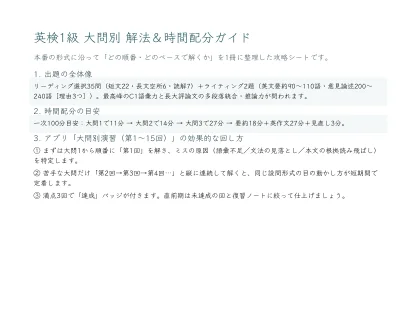 英検1級 大問別 解法＆時間配分ガイド
本番の形式に沿って「どの順番・どのペースで解くか」を1冊に整理した攻略シートです。
1. 出題の全体像
リーディング選択35問（短文22・長文空所6・読解7）＋ライティング2題（英文要約90〜110語・意見論述200〜
240語［理由3つ］）。最高峰のC1語彙力と長大評論文の多段落統合・推論力が問われます。
2. 時間配分の目安
一次100分目安：大問1で11分 → 大問2で14分 → 大問3で27分 → 要約18分＋英作文27分＋見直し3分。
3. アプリ「大問別演習（第1〜15回）」の効果的な回し方
① まずは大問1から順番に「第1回」を解き、ミスの原因（語彙不足／文法の見落とし／本文の根拠読み飛ばし）
を特定します。
② 苦手な大問だけ「第2回→第3回→第4回…」と縦に連続して解くと、同じ設問形式の目の動かし方が短期間で
定着します。
③ 満点3回で「達成」バッジが付きます。直前期は未達成の回と復習ノートに絞って仕上げましょう。